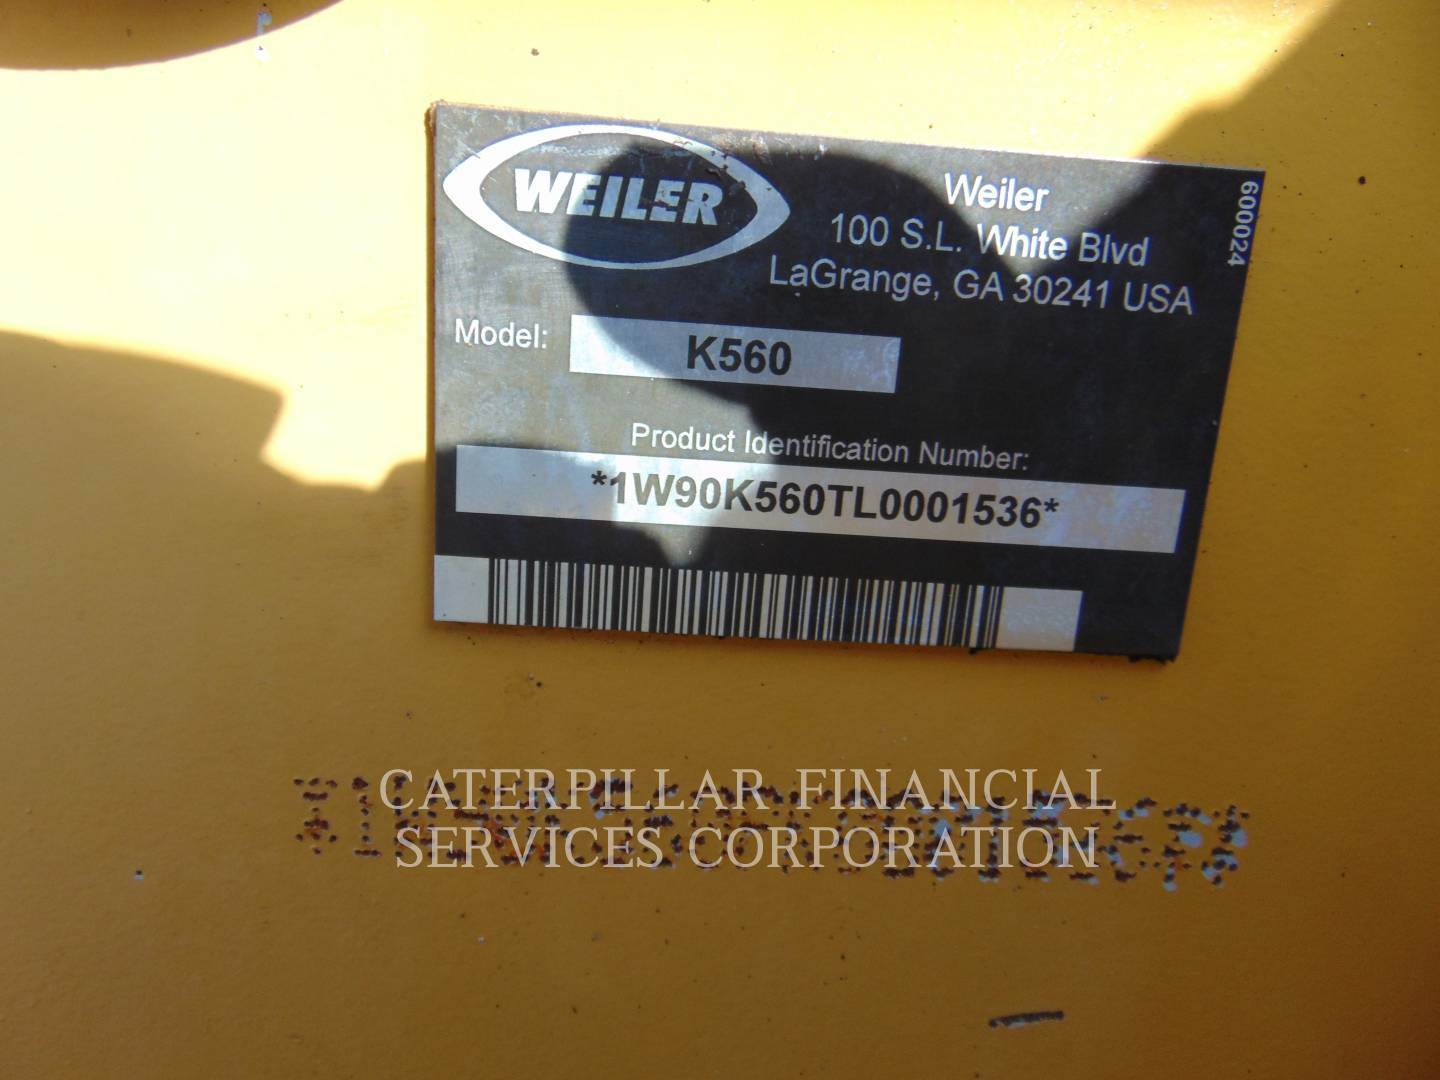 WEILER
Weiler
100 S.L. White Blvd
LaGrange, GA 30241 USA
600024
Model: K560
Product Identification Number:
*1W90K560TL0001536*
CATERPILLAR FINANCIAL
SERVICES CORPORATION